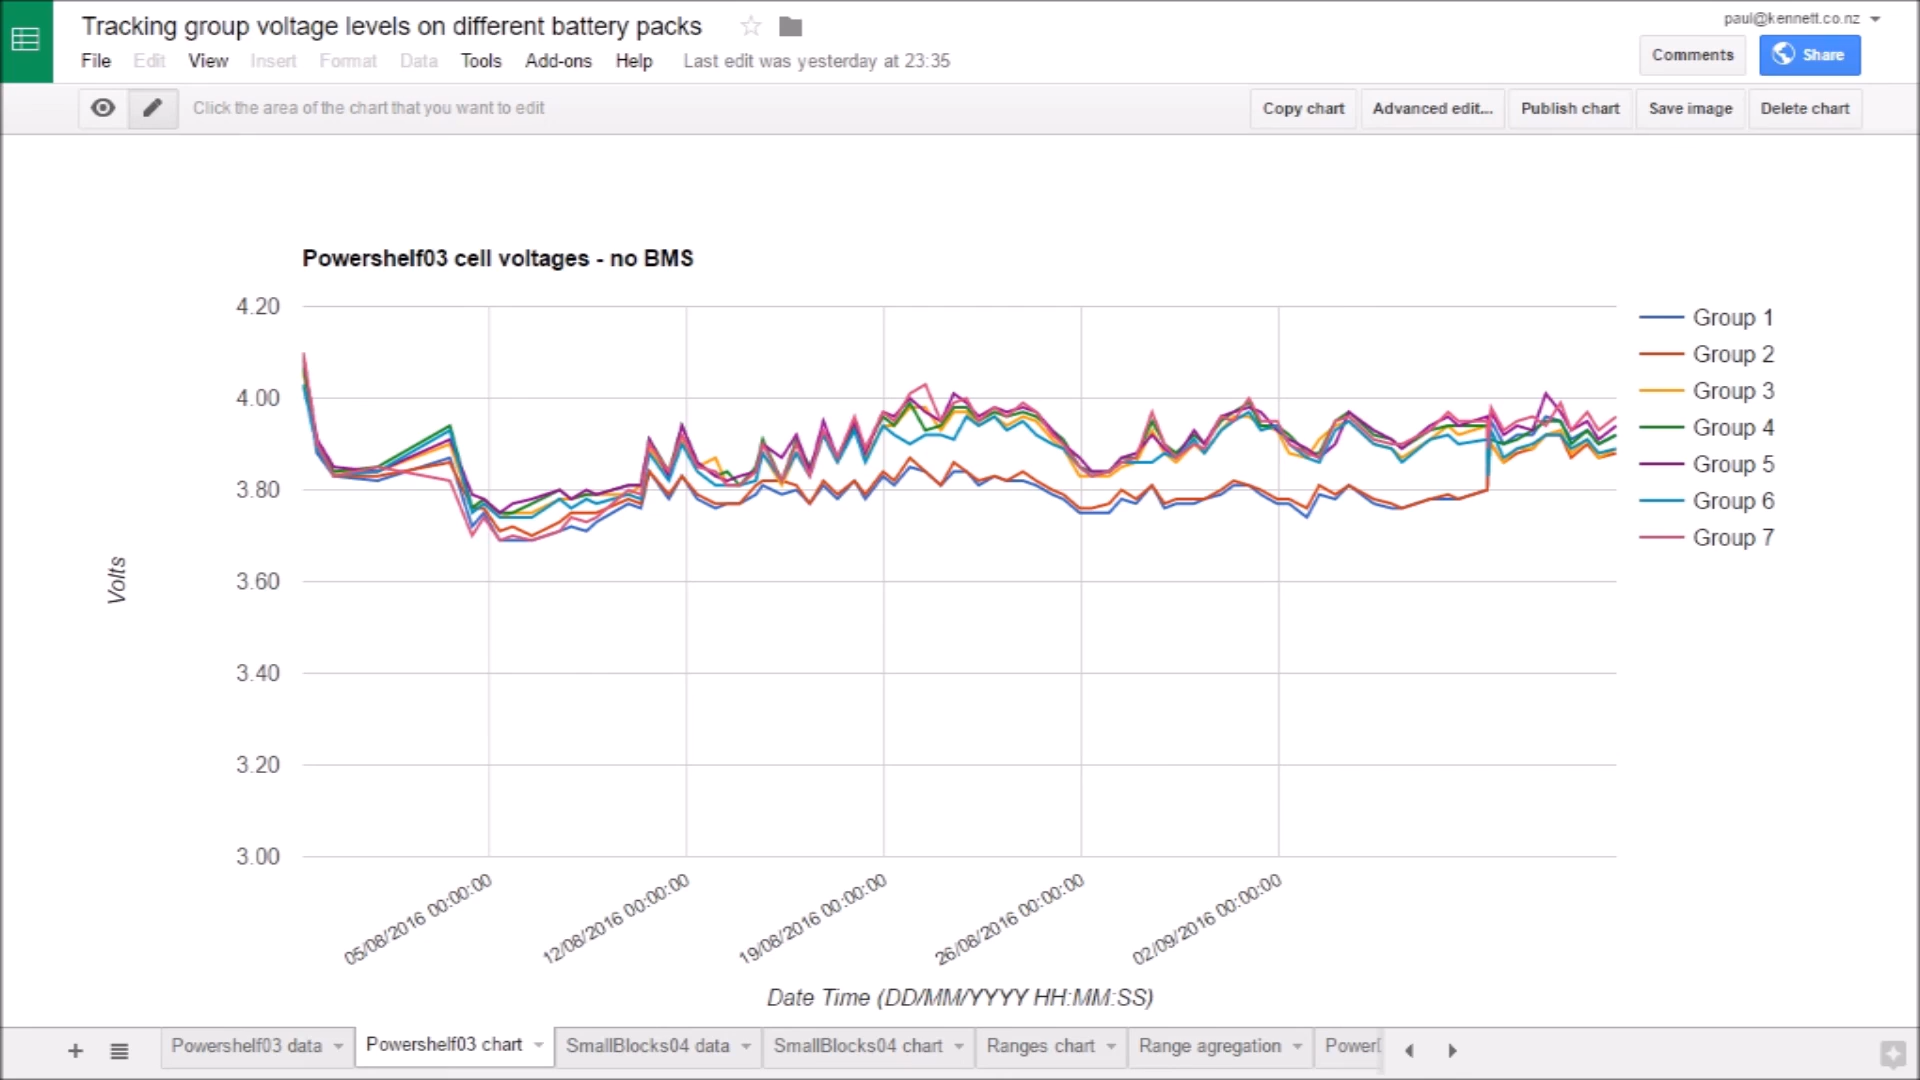 Tracking group voltage levels on different battery packs
paul@kennett.co.nz
File Edit View Insert Format Data Tools Add-ons Help Last edit was yesterday at 23:35
Comments Share
Click the area of the chart that you want to edit
Copy chart Advanced edit... Publish chart Save image Delete chart
Powershelf03 cell voltages - no BMS
4.20
4.00
3.80
3.60
3.40
3.20
3.00
Volts
Group 1
Group 2
Group 3
Group 4
Group 5
Group 6
Group 7
05/08/2016 00:00:00
12/08/2016 00:00:00
19/08/2016 00:00:00
26/08/2016 00:00:00
02/09/2016 00:00:00
Date Time (DD/MM/YYYY HH:MM:SS)
Powershelf03 data Powershelf03 chart SmallBlocks04 data SmallBlocks04 chart Ranges chart Range agregation Power